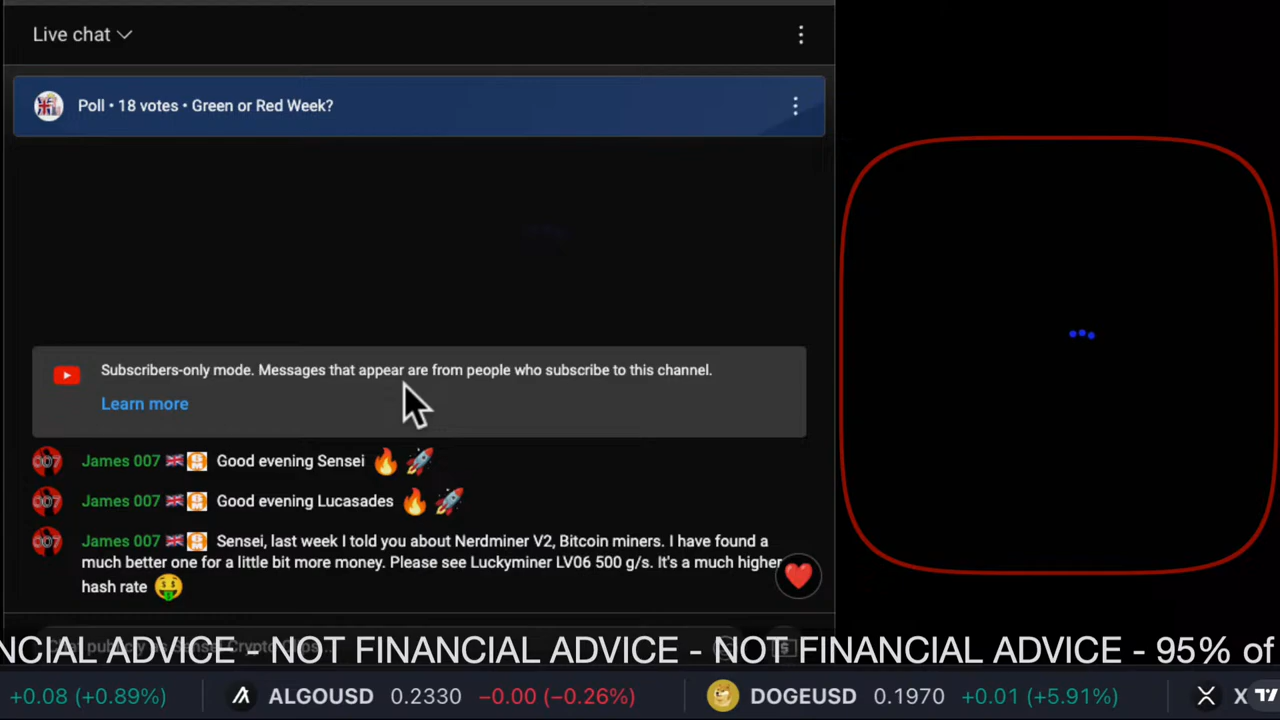 Live chat
Poll • 18 votes • Green or Red Week?
Subscribers-only mode. Messages that appear are from people who subscribe to this channel.
Learn more
James 007 Good evening Sensei
James 007 Good evening Lucasades
James 007 Sensei, last week I told you about Nerdminer V2, Bitcoin miners. I have found a
much better one for a little bit more money. Please see Luckyminer LV06 500 g/s. It's a much higher
hash rate
NCIAL ADVICE - NOT FINANCIAL ADVICE - NOT FINANCIAL ADVICE - 95% of
+0.08 (+0.89%) ALGOUSD 0.2330 −0.00 (−0.26%) DOGEUSD 0.1970 +0.01 (+5.91%) X